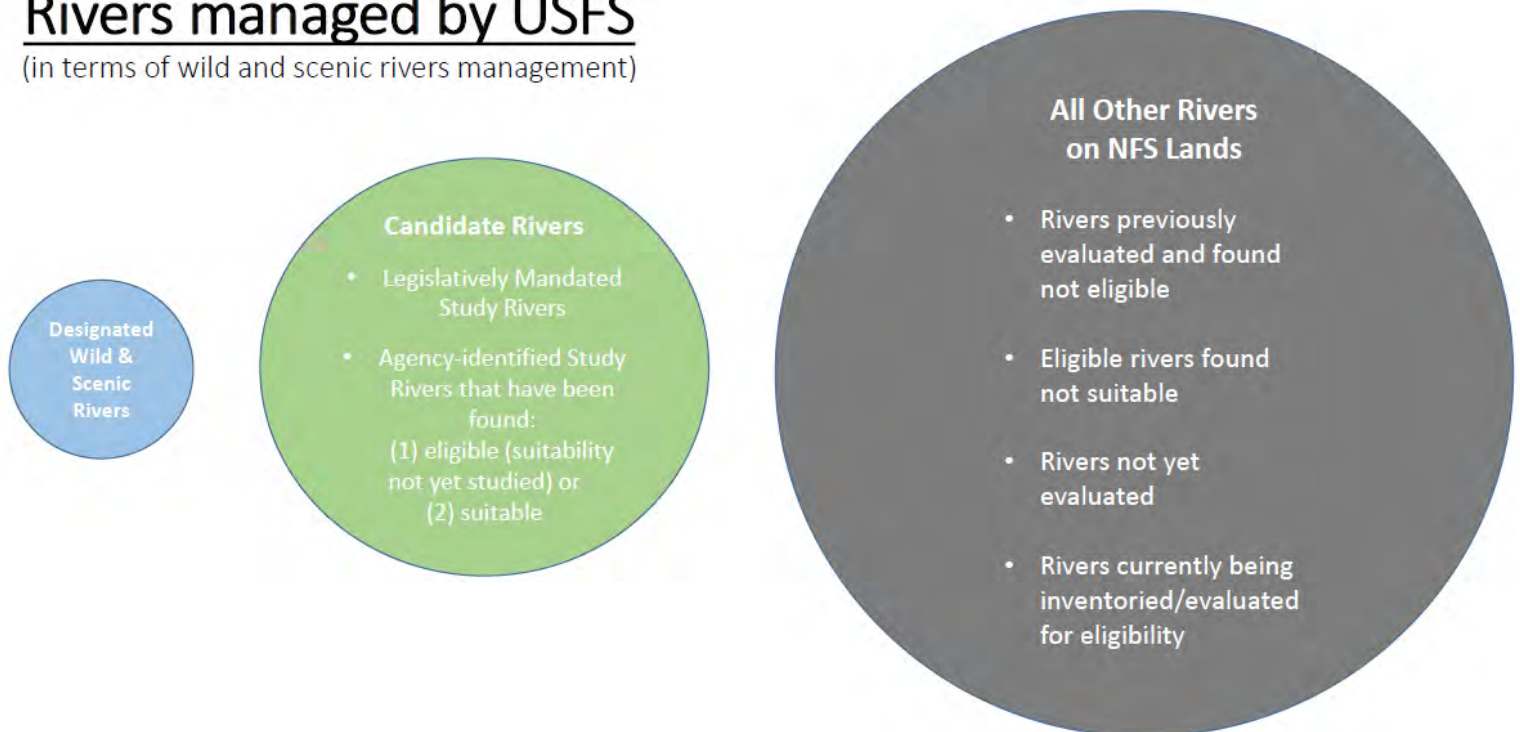 Rivers managed by USFS
(in terms of wild and scenic rivers management)
Designated
Wild &
Scenic
Rivers
Candidate Rivers
• Legislatively Mandated
Study Rivers
• Agency-identified Study
Rivers that have been
found:
(1) eligible (suitability
not yet studied) or
(2) suitable
All Other Rivers
on NFS Lands
• Rivers previously
evaluated and found
not eligible
• Eligible rivers found
not suitable
• Rivers not yet
evaluated
• Rivers currently being
inventoried/evaluated
for eligibility